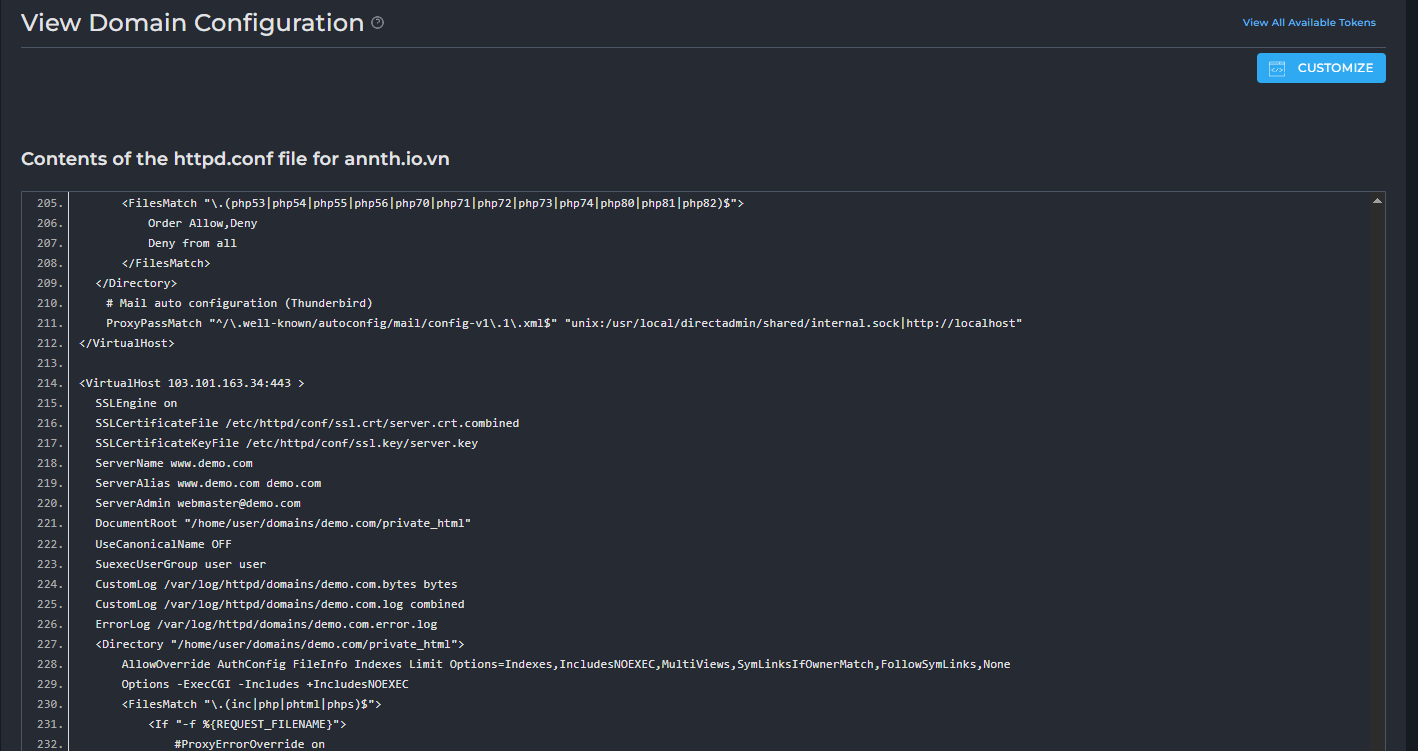 View Domain Configuration
View All Available Tokens
CUSTOMIZE
Contents of the httpd.conf file for annth.io.vn
205. <FilesMatch "\.(php53|php54|php55|php56|php70|php71|php72|php73|php74|php80|php81|php82)$">
206. Order Allow,Deny
207. Deny from all
208. </FilesMatch>
209. </Directory>
210. # Mail auto configuration (Thunderbird)
211. ProxyPassMatch "^/\.well-known/autoconfig/mail/config-v1\.1\.xml$" "unix:/usr/local/directadmin/shared/internal.sock|http://localhost"
212. </VirtualHost>
213.
214. <VirtualHost 103.101.163.34:443 >
215. SSLEngine on
216. SSLCertificateFile /etc/httpd/conf/ssl.crt/server.crt.combined
217. SSLCertificateKeyFile /etc/httpd/conf/ssl.key/server.key
218. ServerName www.demo.com
219. ServerAlias www.demo.com demo.com
220. ServerAdmin webmaster@demo.com
221. DocumentRoot "/home/user/domains/demo.com/private_html"
222. UseCanonicalName OFF
223. SuexecUserGroup user user
224. CustomLog /var/log/httpd/domains/demo.com.bytes bytes
225. CustomLog /var/log/httpd/domains/demo.com.log combined
226. ErrorLog /var/log/httpd/domains/demo.com.error.log
227. <Directory "/home/user/domains/demo.com/private_html">
228. AllowOverride AuthConfig FileInfo Indexes Limit Options=Indexes,IncludesNOEXEC,MultiViews,SymLinksIfOwnerMatch,FollowSymLinks,None
229. Options -ExecCGI -Includes +IncludesNOEXEC
230. <FilesMatch "\.(inc|php|phtml|phps)$">
231. <If "-f %{REQUEST_FILENAME}">
232. #ProxyErrorOverride on